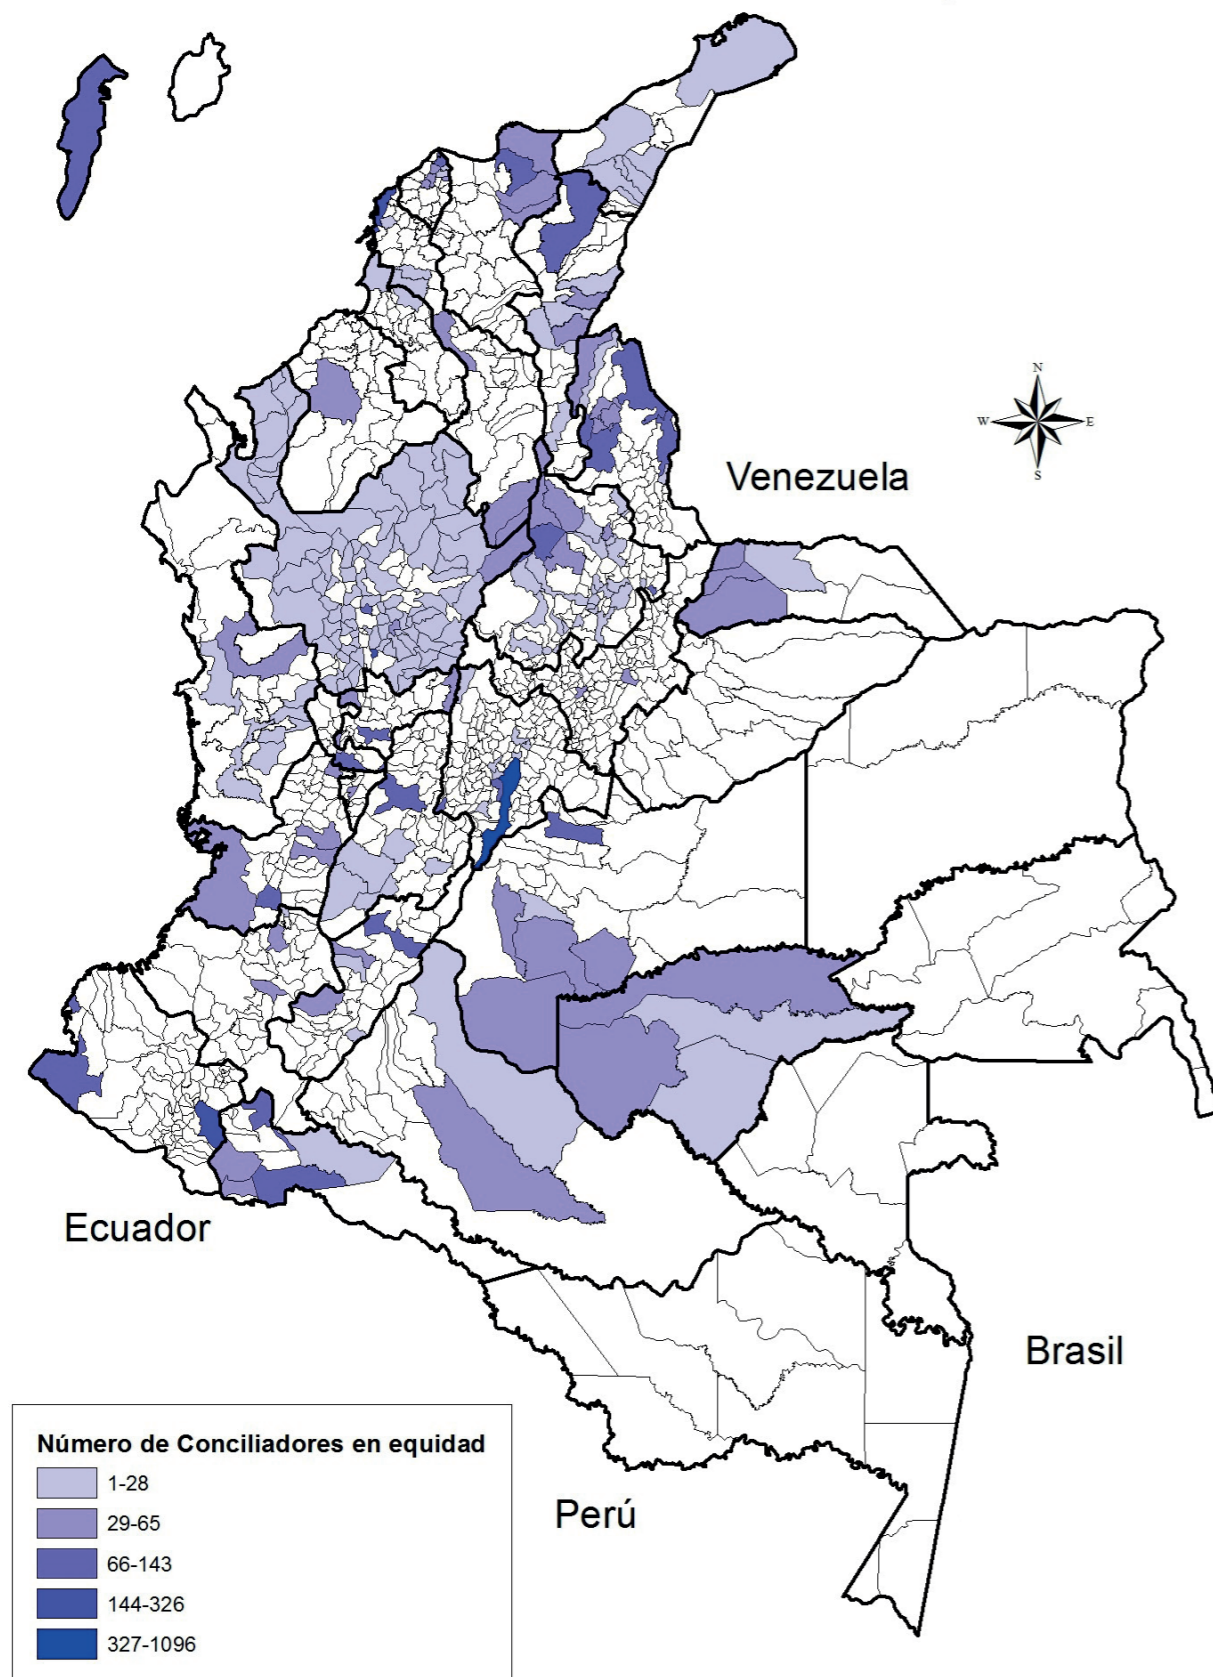 N
W E
S
Venezuela
Ecuador
Brasil
Perú
Número de Conciliadores en equidad
1-28
29-65
66-143
144-326
327-1096